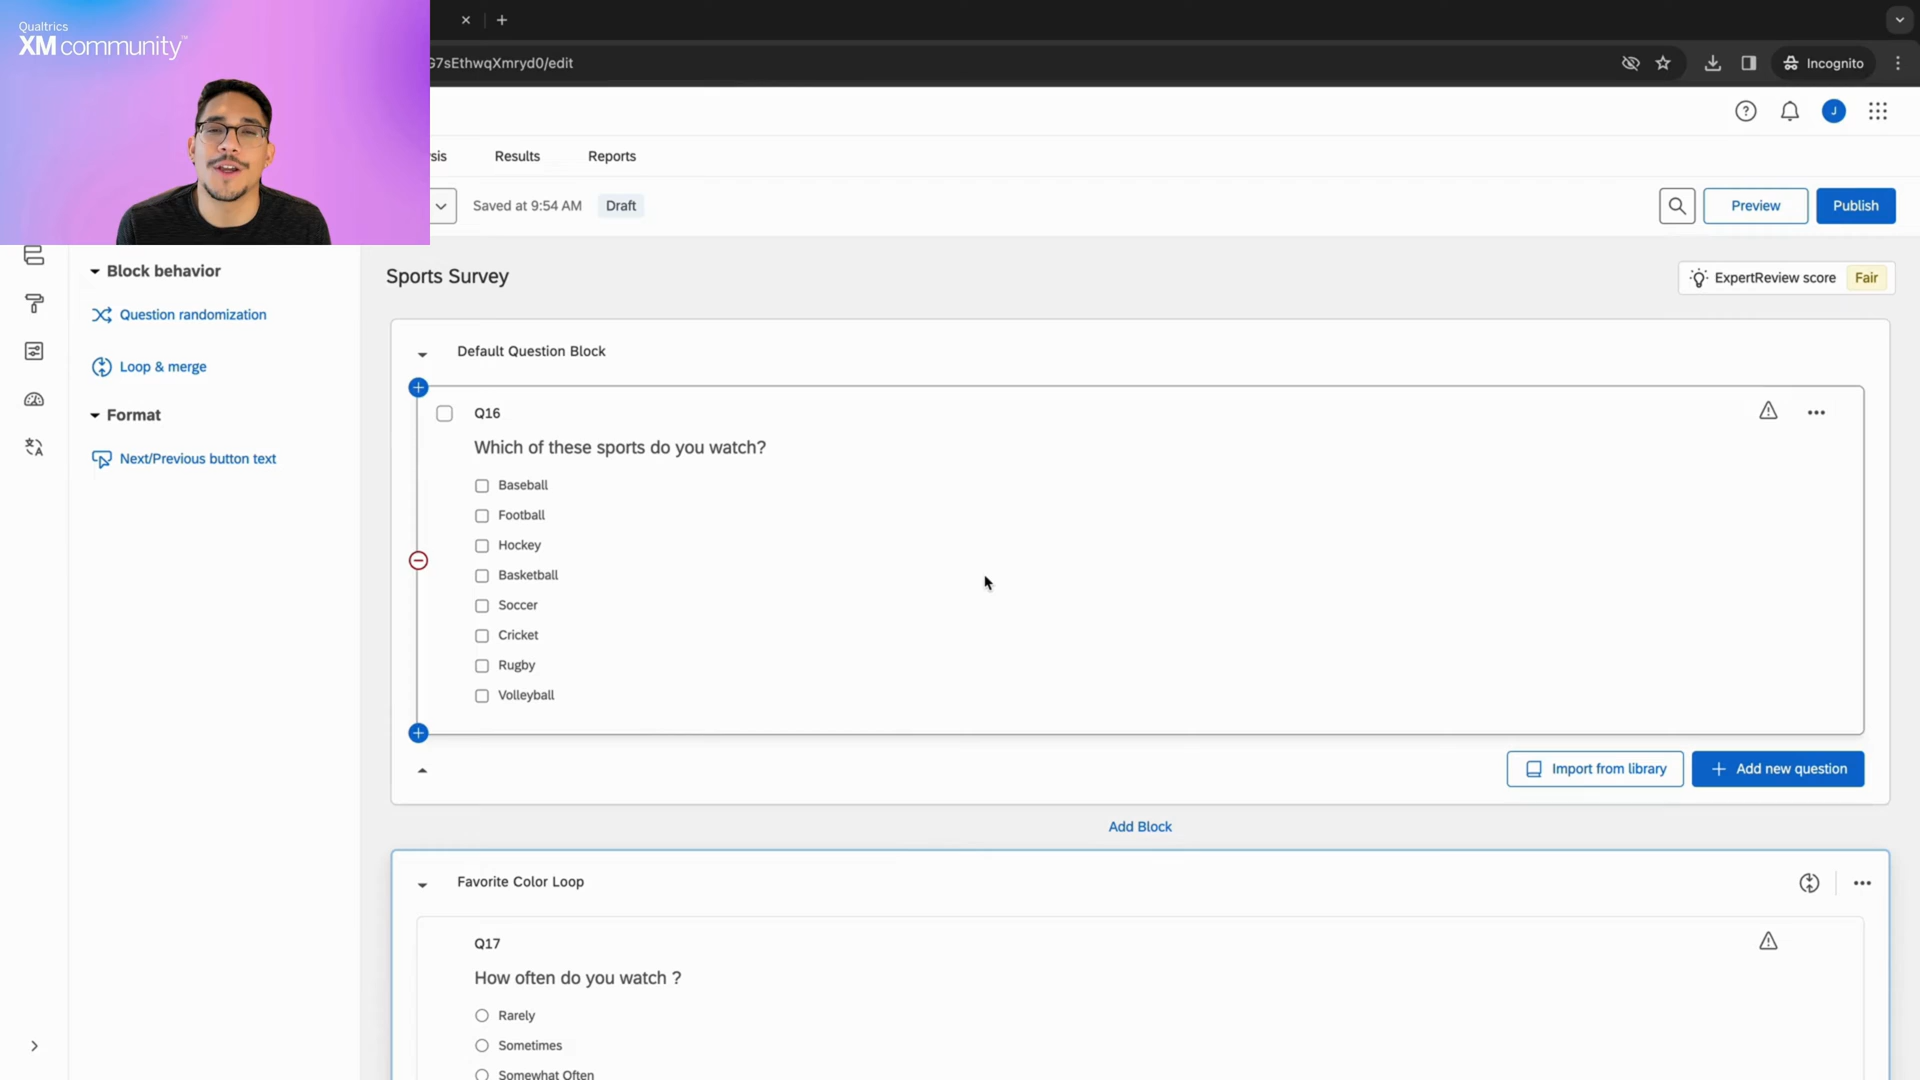 Qualtrics
XM community™
G7sEthwqXmryd0/edit
Incognito
J
sis
Results
Reports
Saved at 9:54 AM
Draft
Preview
Publish
Block behavior
Question randomization
Loop & merge
Format
Next/Previous button text
Sports Survey
ExpertReview score
Fair
Default Question Block
Q16
Which of these sports do you watch?
Baseball
Football
Hockey
Basketball
Soccer
Cricket
Rugby
Volleyball
Import from library
Add new question
Add Block
Favorite Color Loop
Q17
How often do you watch ?
Rarely
Sometimes
Somewhat Often